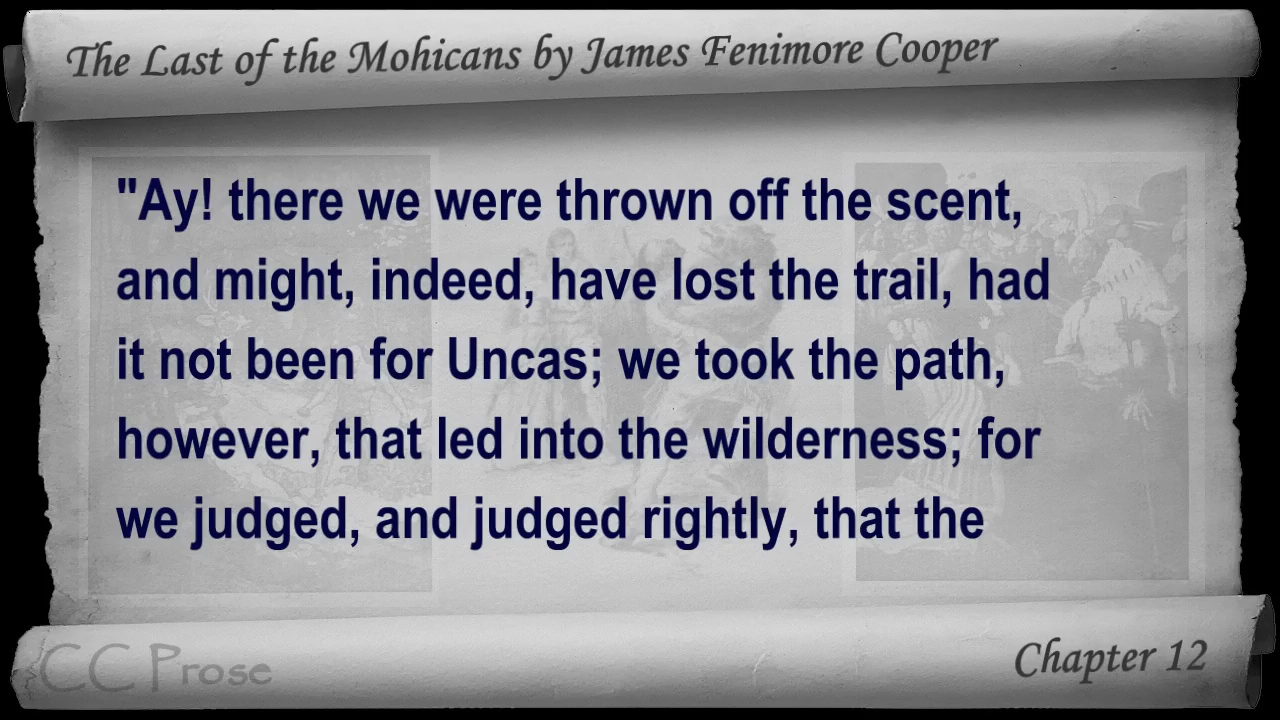 The Last of the Mohicans by James Fenimore Cooper
"Ay! there we were thrown off the scent,
and might, indeed, have lost the trail, had
it not been for Uncas; we took the path,
however, that led into the wilderness; for
we judged, and judged rightly, that the
CC Prose
Chapter 12